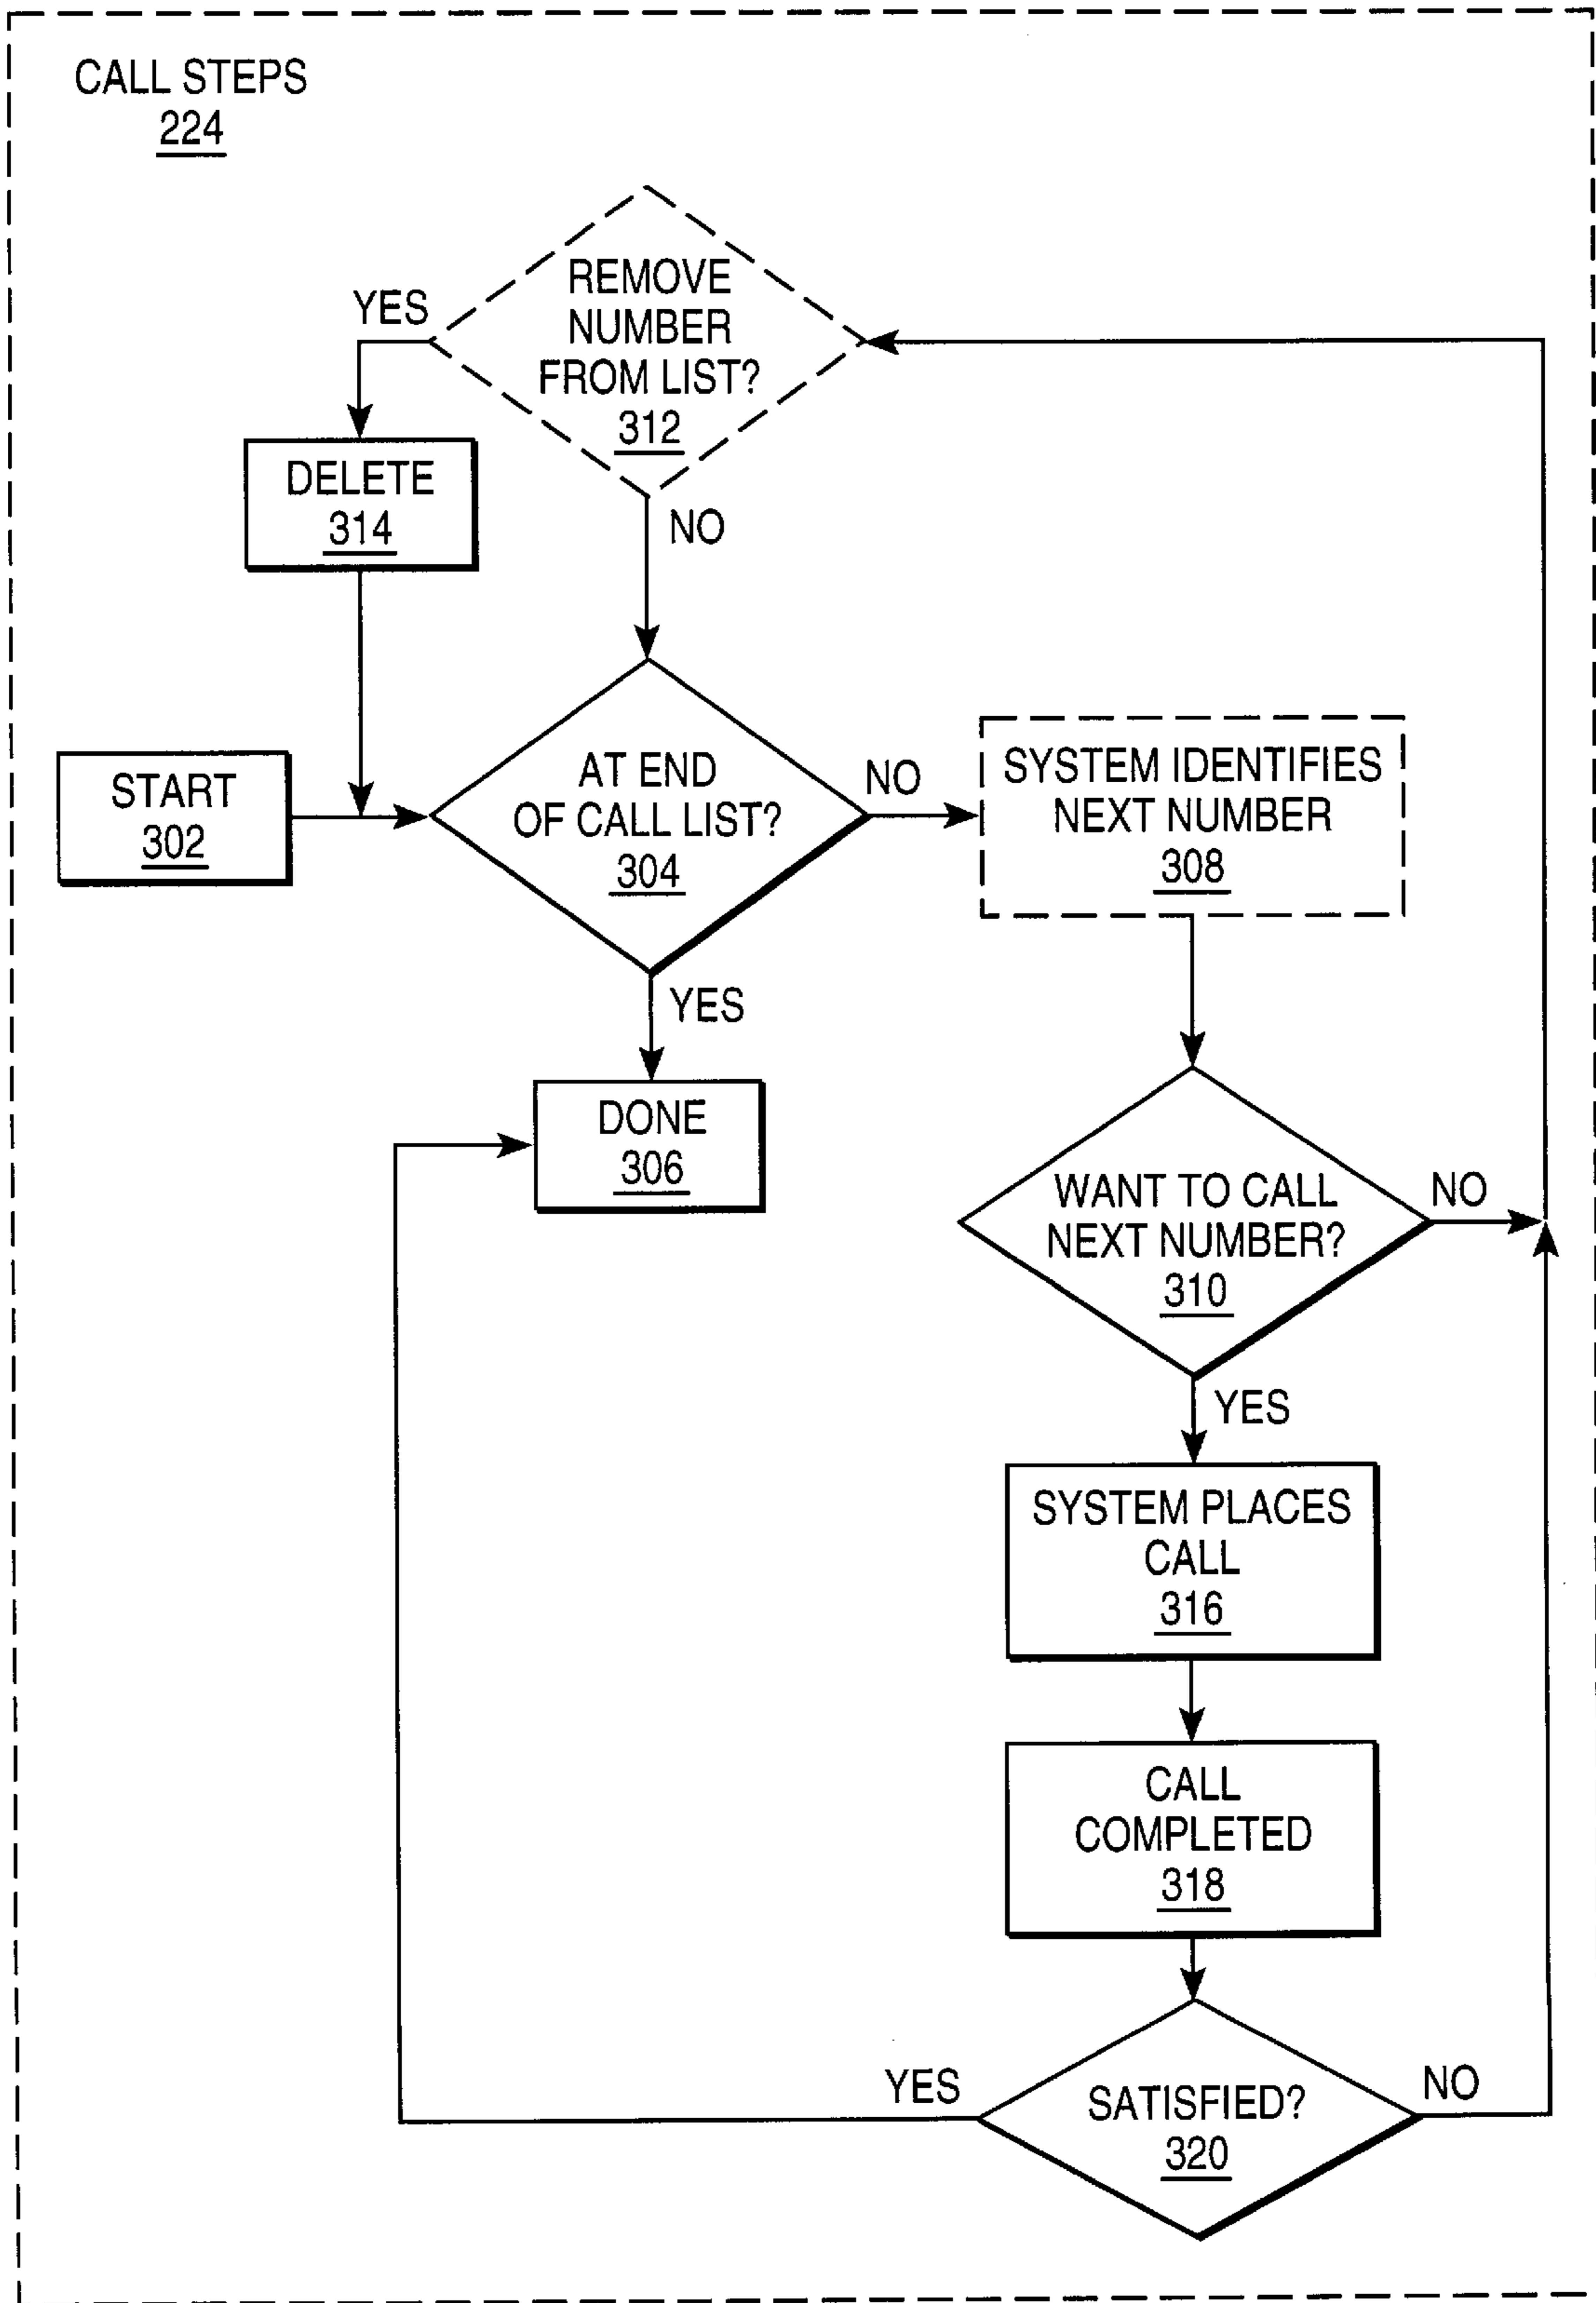 CALL STEPS
224
REMOVE
NUMBER
FROM LIST?
312
YES
NO
DELETE
314
START
302
AT END
OF CALL LIST?
304
NO
YES
SYSTEM IDENTIFIES
NEXT NUMBER
308
DONE
306
WANT TO CALL
NEXT NUMBER?
310
NO
YES
SYSTEM PLACES
CALL
316
CALL
COMPLETED
318
SATISFIED?
320
YES
NO